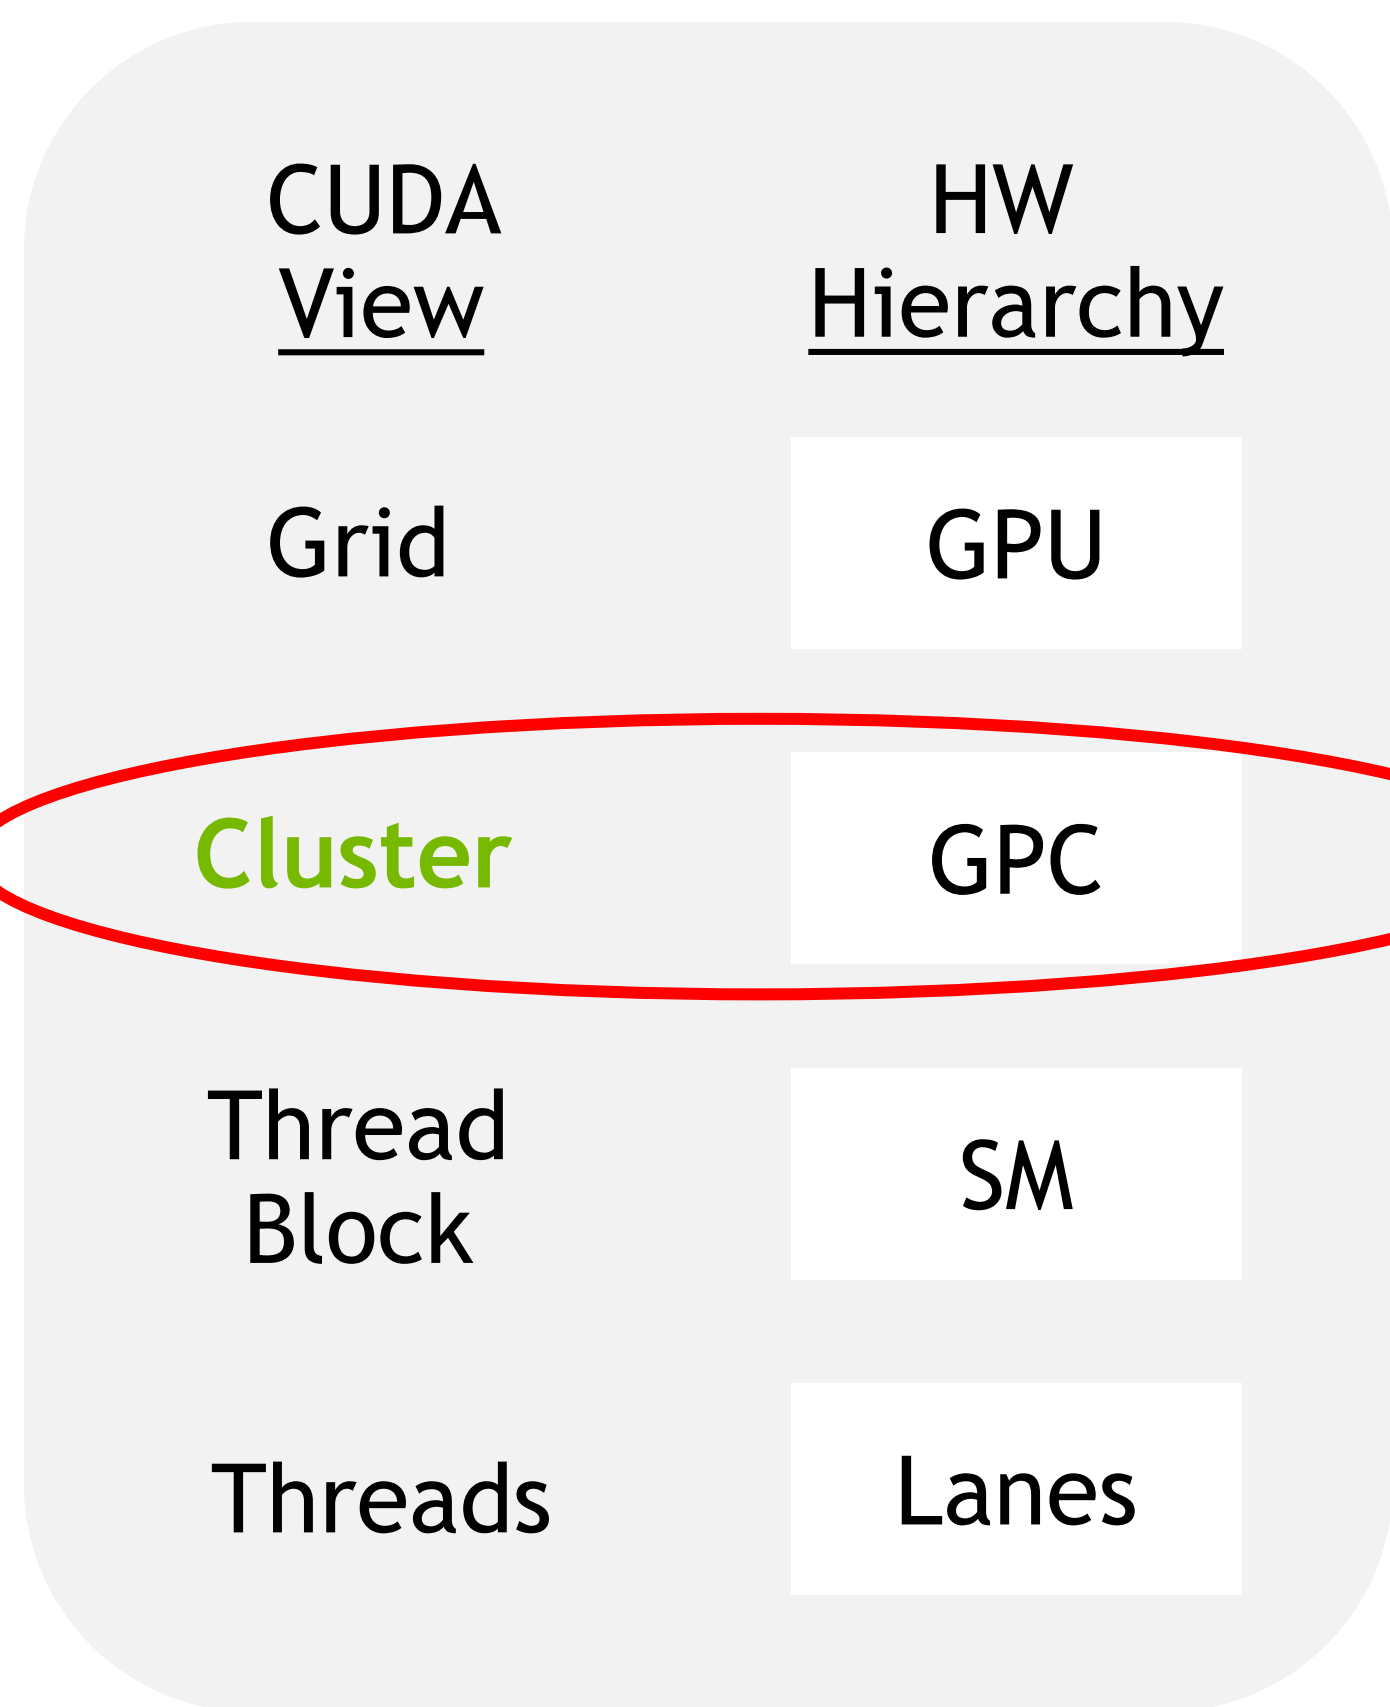 CUDA
View
HW
Hierarchy
Grid
GPU
Cluster
GPC
Thread
Block
SM
Threads
Lanes